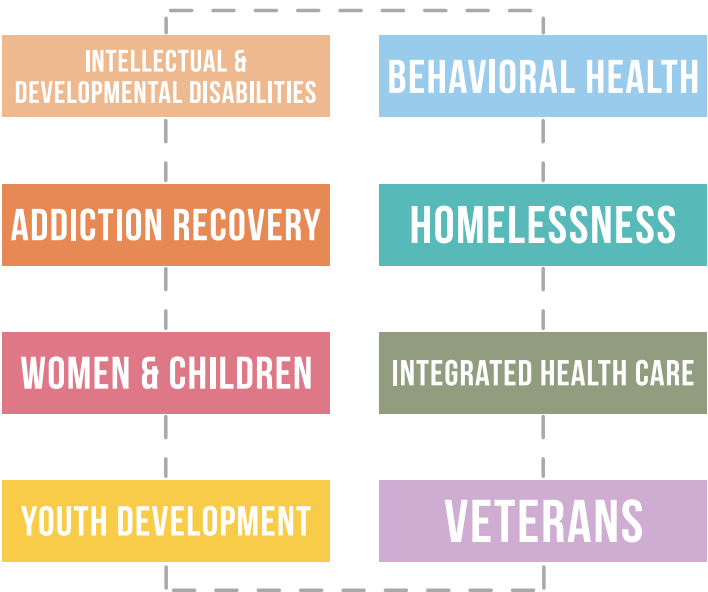 INTELLECTUAL &
DEVELOPMENTAL DISABILITIES
BEHAVIORAL HEALTH
ADDICTION RECOVERY
HOMELESSNESS
WOMEN & CHILDREN
INTEGRATED HEALTH CARE
YOUTH DEVELOPMENT
VETERANS